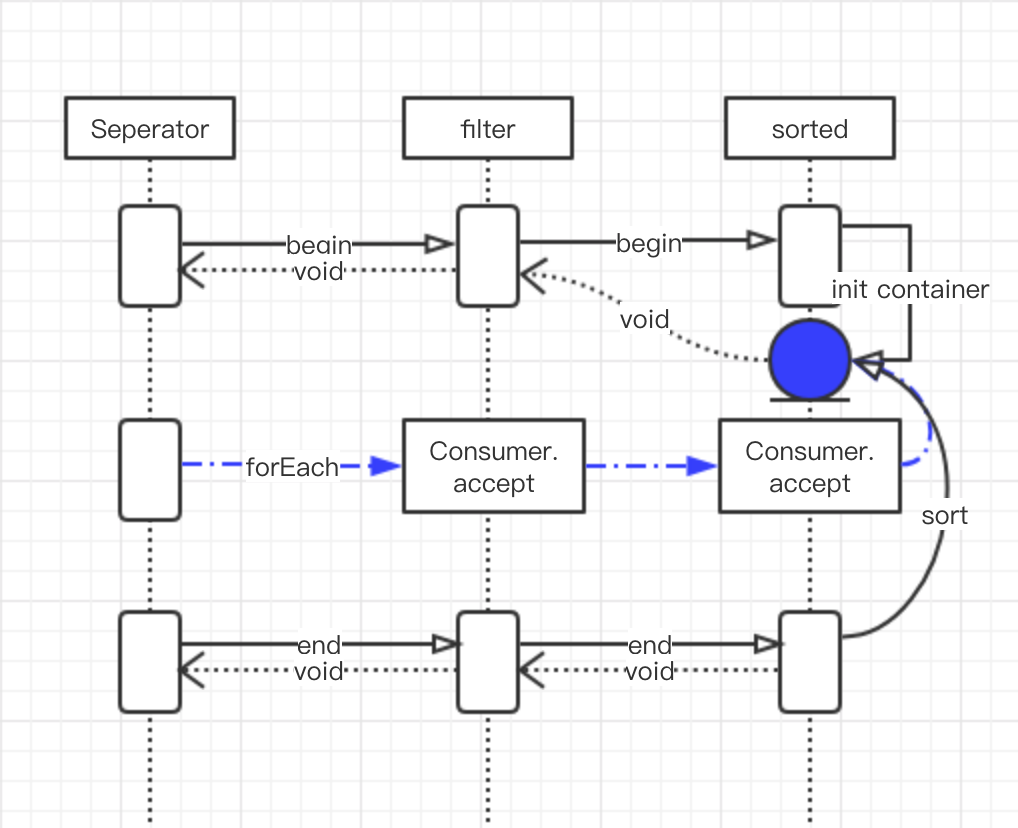 Seperator
filter
sorted
begin
void
begin
init container
void
forEach
Consumer.
accept
Consumer.
accept
sort
end
void
end
void